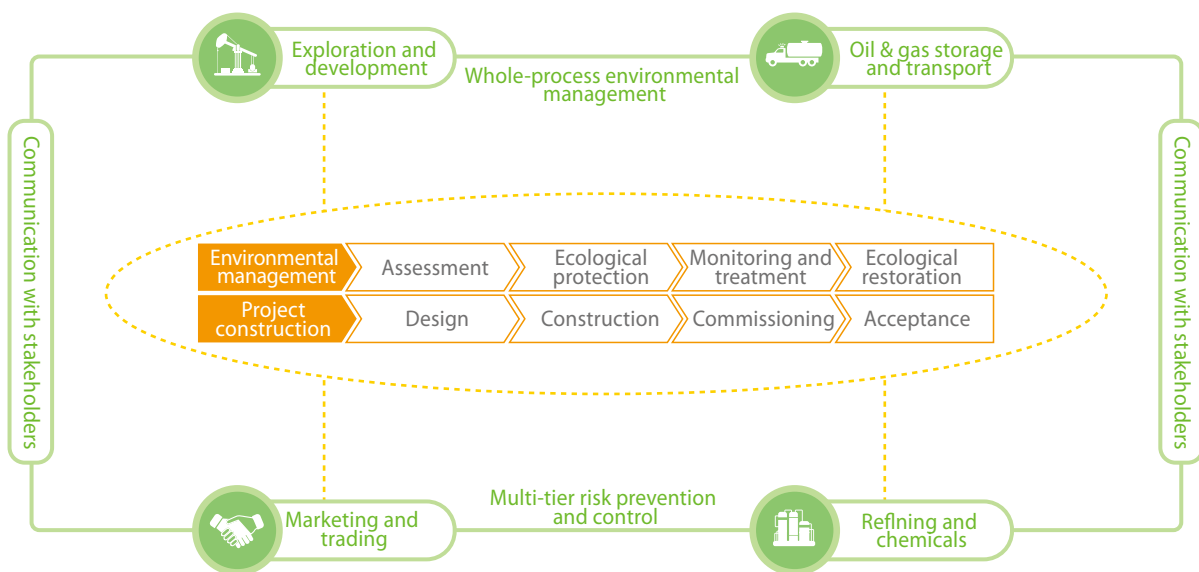 Exploration and
development
Whole-process environmental
management
Oil & gas storage
and transport
Communication with stakeholders
Communication with stakeholders
Environmental
management
Assessment
Ecological
protection
Monitoring and
treatment
Ecological
restoration
Project
construction
Design
Construction
Commissioning
Acceptance
Marketing and
trading
Multi-tier risk prevention
and control
Refining and
chemicals